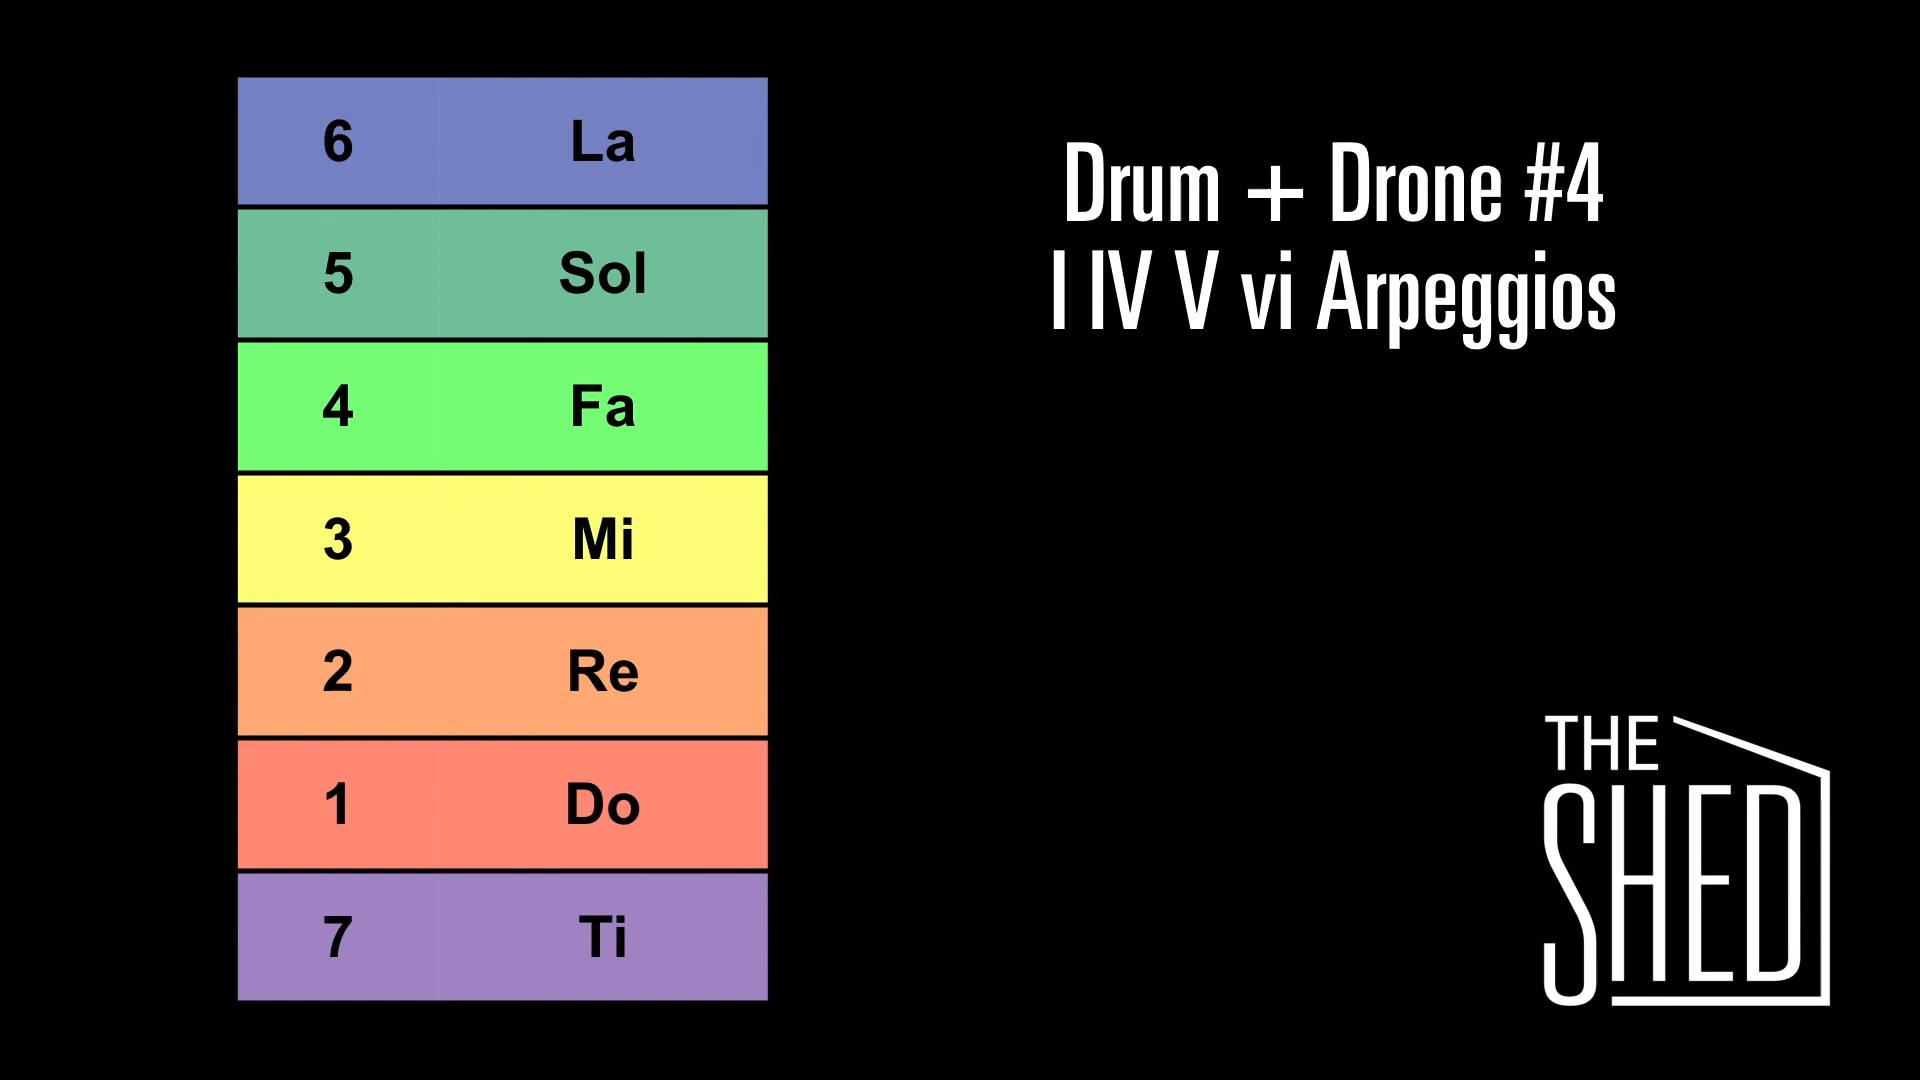 6 La
5 Sol
4 Fa
3 Mi
2 Re
1 Do
7 Ti
Drum + Drone #4
I IV V vi Arpeggios
THE
SHED